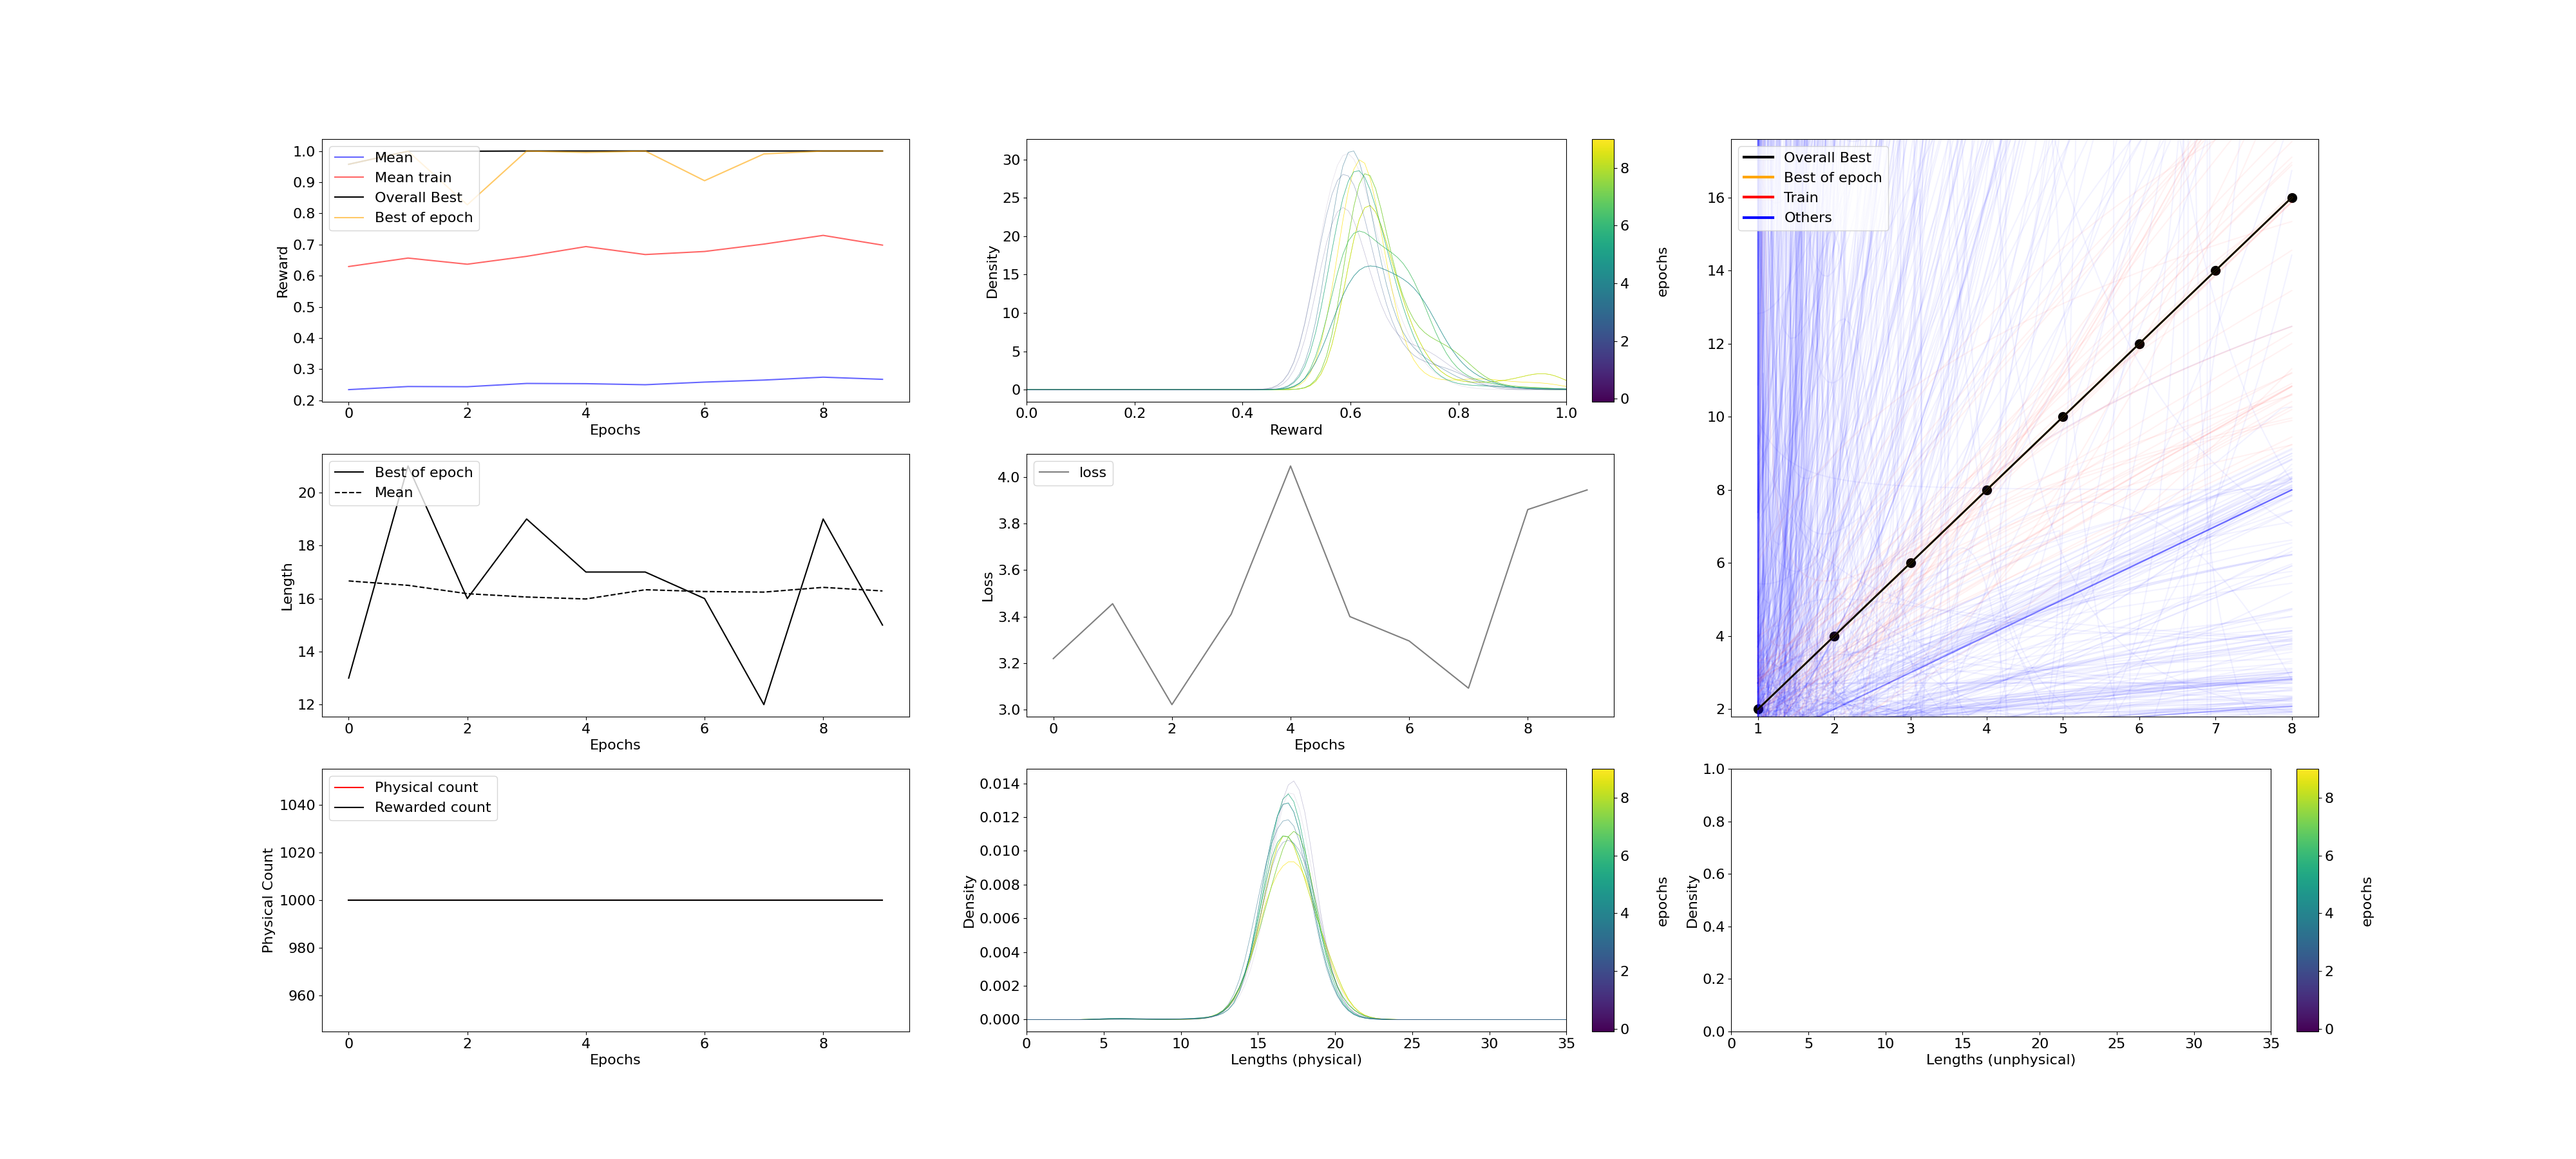 1.0
0.9
0.8
0.7
0.6
0.5
0.4
0.3
0.2
Reward
Mean
Mean train
Overall Best
Best of epoch
0 2 4 6 8
Epochs
30
25
20
15
10
5
0
Density
0.0 0.2 0.4 0.6 0.8 1.0
Reward
8
6
4
2
0
epochs
Overall Best
Best of epoch
Train
Others
16
14
12
10
8
6
4
2
1 2 3 4 5 6 7 8
20
18
16
14
12
Length
Best of epoch
Mean
0 2 4 6 8
Epochs
4.0
3.8
3.6
3.4
3.2
3.0
Loss
loss
0 2 4 6 8
Epochs
1040
1020
1000
980
960
Physical Count
Physical count
Rewarded count
0 2 4 6 8
Epochs
0.014
0.012
0.010
0.008
0.006
0.004
0.002
0.000
Density
0 5 10 15 20 25 30 35
Lengths (physical)
8
6
4
2
0
epochs
1.0
0.8
0.6
0.4
0.2
0.0
Density
0 5 10 15 20 25 30 35
Lengths (unphysical)
8
6
4
2
0
epochs